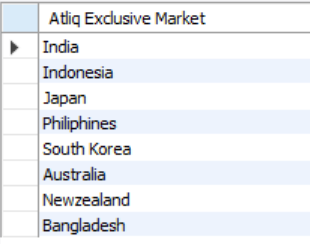 Atliq Exclusive Market
India
Indonesia
Japan
Philiphines
South Korea
Australia
Newzealand
Bangladesh